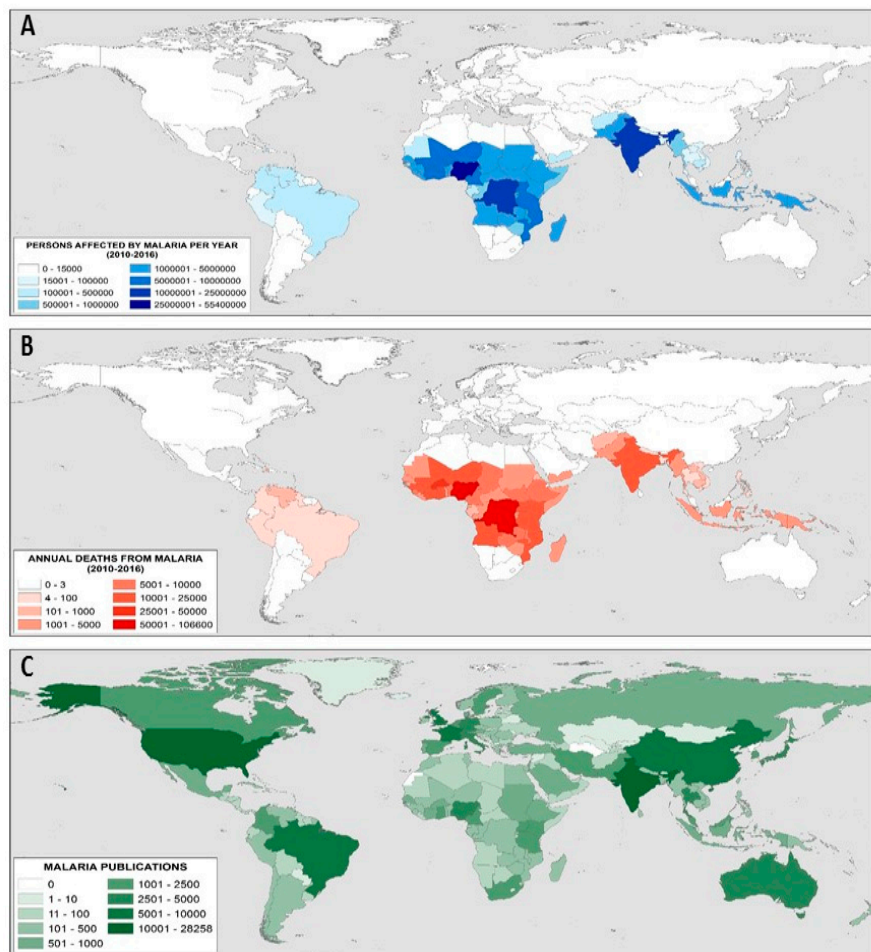 A
PERSONS AFFECTED BY MALARIA PER YEAR
(2010-2016)
0 - 15000
15001 - 100000
100001 - 500000
500001 - 1000000
1000001 - 5000000
5000001 - 10000000
10000001 - 25000000
25000001 - 55400000
B
ANNUAL DEATHS FROM MALARIA
(2010-2016)
0 - 3
4 - 100
101 - 1000
1001 - 5000
5001 - 10000
10001 - 25000
25001 - 50000
50001 - 106600
C
MALARIA PUBLICATIONS
0
1 - 10
11 - 100
101 - 500
501 - 1000
1001 - 2500
2501 - 5000
5001 - 10000
10001 - 28258